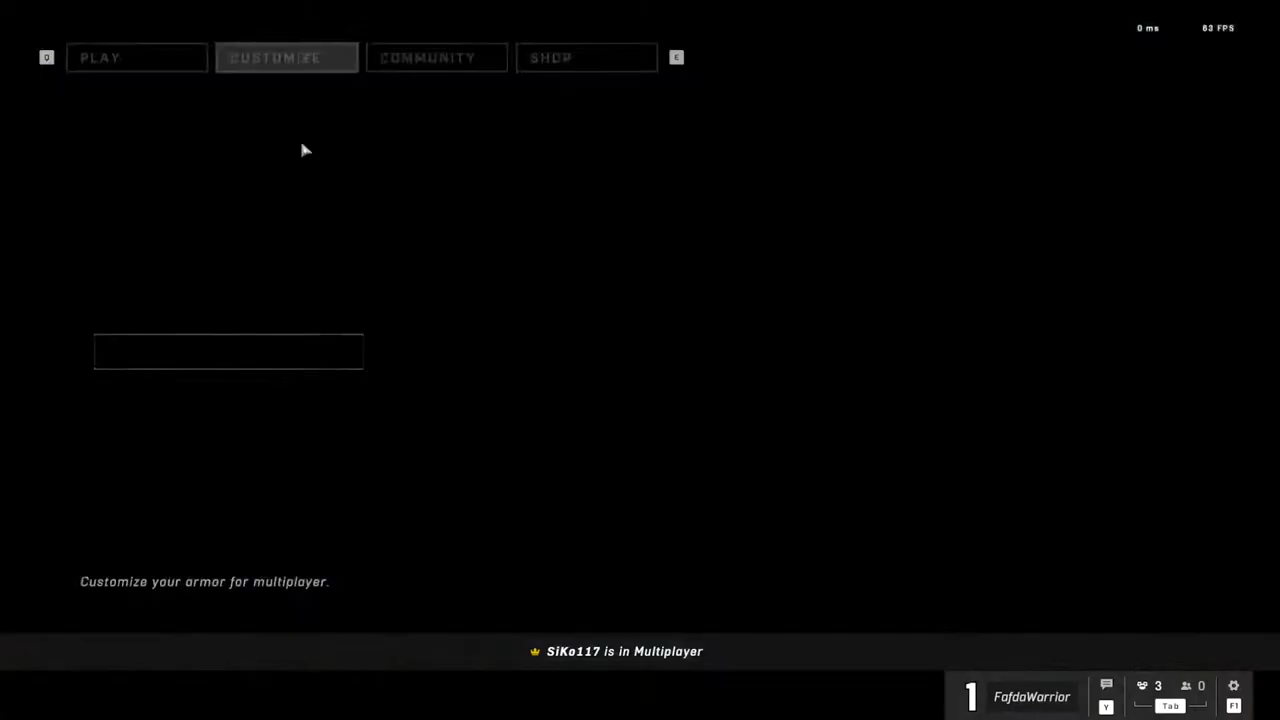 0 ms 63 FPS
Q PLAY CUSTOMIZE COMMUNITY SHOP E
Customize your armor for multiplayer.
SiKo117 is in Multiplayer
1 FafdaWarrior Y 3 0 Tab F1